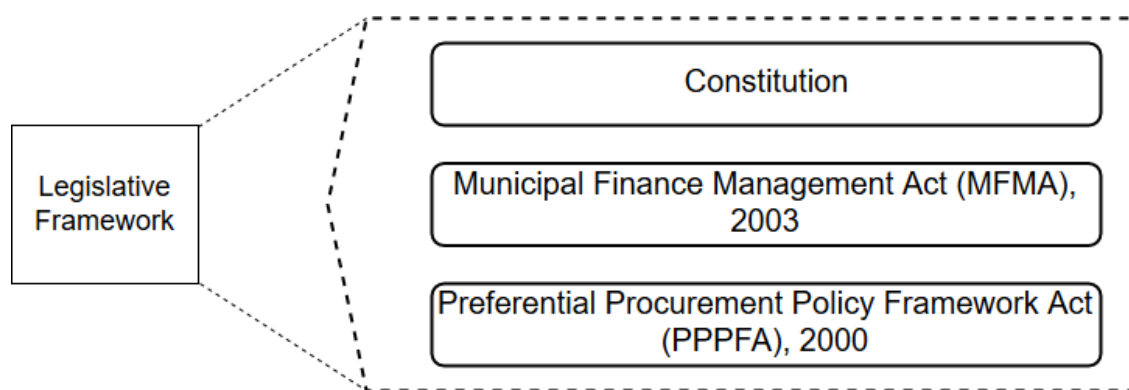 Legislative
Framework
Constitution
Municipal Finance Management Act (MFMA),
2003
Preferential Procurement Policy Framework Act
(PPPFA), 2000